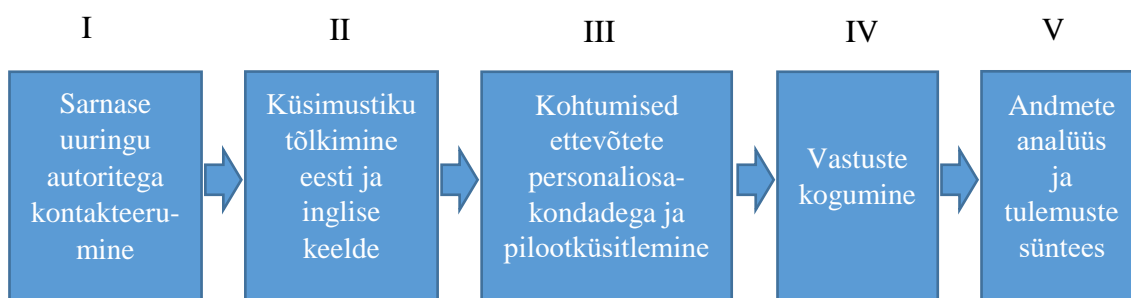 I
II
III
IV
V
Sarnase
uuringu
autoritega
kontakteeru-
mine
Küsimustiku
tõlkimine
eesti ja
inglise
keelde
Kohtumised
ettevõtete
personaliosa-
kondadega ja
pilootküsitlemine
Vastuste
kogumine
Andmete
analüüs
ja
tulemuste
süntees